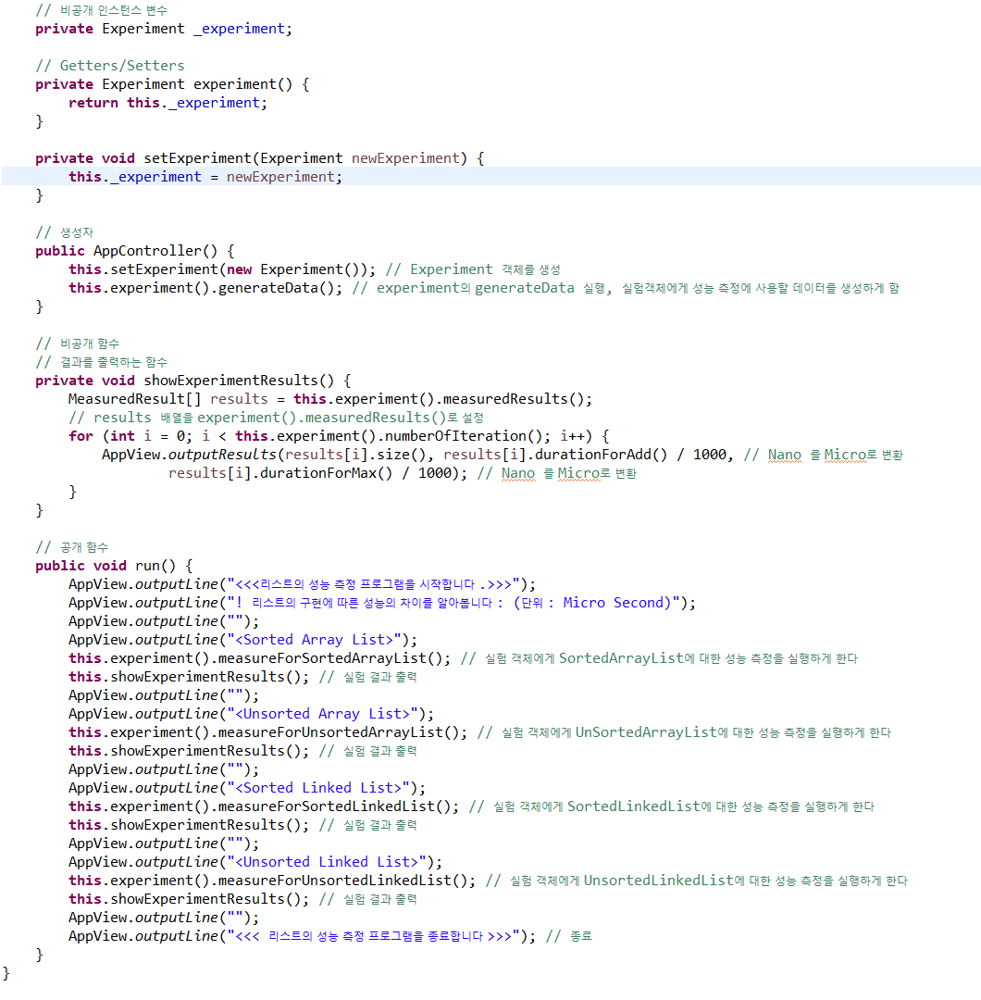 // 비공개 인스턴스 변수
private Experiment _experiment;
// Getters/Setters
private Experiment experiment() {
return this._experiment;
}
private void setExperiment(Experiment newExperiment) {
this._experiment = newExperiment;
}
// 생성자
public AppController() {
this.setExperiment(new Experiment()); // Experiment 객체를 생성
this.experiment().generateData(); // experiment의 generateData 실행, 실험객체에게 성능 측정에 사용할 데이터를 생성하게 함
}
// 비공개 함수
// 결과를 출력하는 함수
private void showExperimentResults() {
MeasuredResult[] results = this.experiment().measuredResults();
// results 배열을 experiment().measuredResults()로 설정
for (int i = 0; i < this.experiment().numberOfIteration(); i++) {
AppView.outputResults(results[i].size(), results[i].durationForAdd() / 1000, // Nano 를 Micro로 변환
results[i].durationForMax() / 1000); // Nano 를 Micro로 변환
}
}
// 공개 함수
public void run() {
AppView.outputLine("<<<리스트의 성능 측정 프로그램을 시작합니다 .>>>");
AppView.outputLine("! 리스트의 구현에 따른 성능의 차이를 알아봅니다 : (단위 : Micro Second)");
AppView.outputLine("");
AppView.outputLine("<Sorted Array List>");
this.experiment().measureForSortedArrayList(); // 실험 객체에게 SortedArrayList에 대한 성능 측정을 실행하게 한다
this.showExperimentResults(); // 실험 결과 출력
AppView.outputLine("");
AppView.outputLine("<Unsorted Array List>");
this.experiment().measureForUnsortedArrayList(); // 실험 객체에게 UnSortedArrayList에 대한 성능 측정을 실행하게 한다
this.showExperimentResults(); // 실험 결과 출력
AppView.outputLine("");
AppView.outputLine("<Sorted Linked List>");
this.experiment().measureForSortedLinkedList(); // 실험 객체에게 SortedLinkedList에 대한 성능 측정을 실행하게 한다
this.showExperimentResults(); // 실험 결과 출력
AppView.outputLine("");
AppView.outputLine("<Unsorted Linked List>");
this.experiment().measureForUnsortedLinkedList(); // 실험 객체에게 UnsortedLinkedList에 대한 성능 측정을 실행하게 한다
this.showExperimentResults(); // 실험 결과 출력
AppView.outputLine("");
AppView.outputLine("<<< 리스트의 성능 측정 프로그램을 종료합니다 >>>"); // 종료
}
}